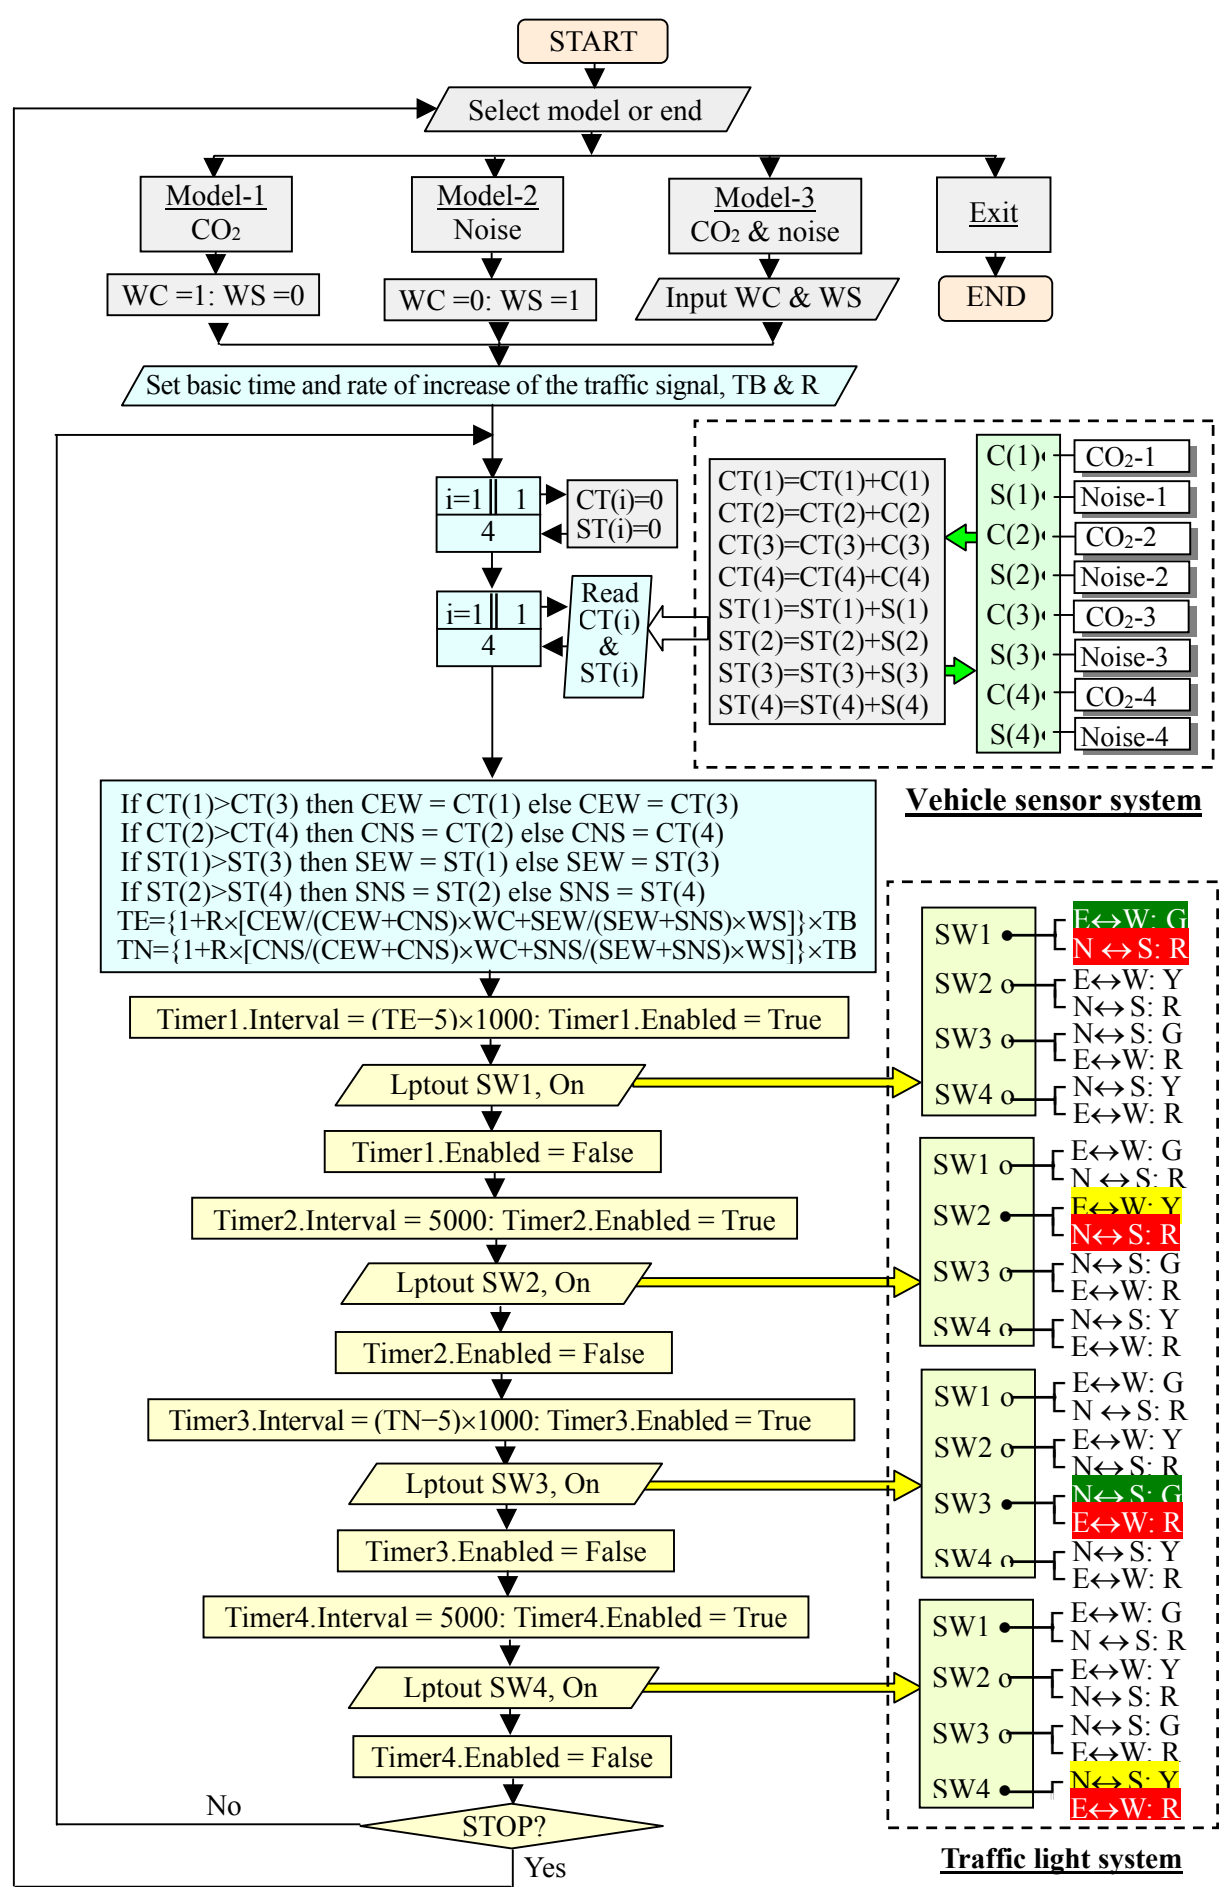 START
Select model or end
Model-1
CO2
Model-2
Noise
Model-3
CO2 & noise
Exit
WC =1: WS =0
WC =0: WS =1
Input WC & WS
END
Set basic time and rate of increase of the traffic signal, TB & R
i=1 1
4
CT(i)=0
ST(i)=0
i=1 1
4
Read
CT(i)
&
ST(i)
CT(1)=CT(1)+C(1)
CT(2)=CT(2)+C(2)
CT(3)=CT(3)+C(3)
CT(4)=CT(4)+C(4)
ST(1)=ST(1)+S(1)
ST(2)=ST(2)+S(2)
ST(3)=ST(3)+S(3)
ST(4)=ST(4)+S(4)
C(1) CO2-1
S(1) Noise-1
C(2) CO2-2
S(2) Noise-2
C(3) CO2-3
S(3) Noise-3
C(4) CO2-4
S(4) Noise-4
Vehicle sensor system
If CT(1)>CT(3) then CEW = CT(1) else CEW = CT(3)
If CT(2)>CT(4) then CNS = CT(2) else CNS = CT(4)
If ST(1)>ST(3) then SEW = ST(1) else SEW = ST(3)
If ST(2)>ST(4) then SNS = ST(2) else SNS = ST(4)
TE={1+R×[CEW/(CEW+CNS)×WC+SEW/(SEW+SNS)×WS]}×TB
TN={1+R×[CNS/(CEW+CNS)×WC+SNS/(SEW+SNS)×WS]}×TB
Timer1.Interval = (TE−5)×1000: Timer1.Enabled = True
Lptout SW1, On
Timer1.Enabled = False
Timer2.Interval = 5000: Timer2.Enabled = True
Lptout SW2, On
Timer2.Enabled = False
Timer3.Interval = (TN−5)×1000: Timer3.Enabled = True
Lptout SW3, On
Timer3.Enabled = False
Timer4.Interval = 5000: Timer4.Enabled = True
Lptout SW4, On
Timer4.Enabled = False
STOP?
No
Yes
SW1
E↔W: G
N ↔ S: R
SW2
E↔W: Y
N↔ S: R
SW3
N↔ S: G
E↔W: R
SW4
N↔ S: Y
E↔W: R
SW1
E↔W: G
N ↔ S: R
SW2
E↔W: Y
N↔ S: R
SW3
N↔ S: G
E↔W: R
SW4
N↔ S: Y
E↔W: R
SW1
E↔W: G
N ↔ S: R
SW2
E↔W: Y
N↔ S: R
SW3
N↔ S: G
E↔W: R
SW4
N↔ S: Y
E↔W: R
SW1
E↔W: G
N ↔ S: R
SW2
E↔W: Y
N↔ S: R
SW3
N↔ S: G
E↔W: R
SW4
N↔ S: Y
E↔W: R
Traffic light system